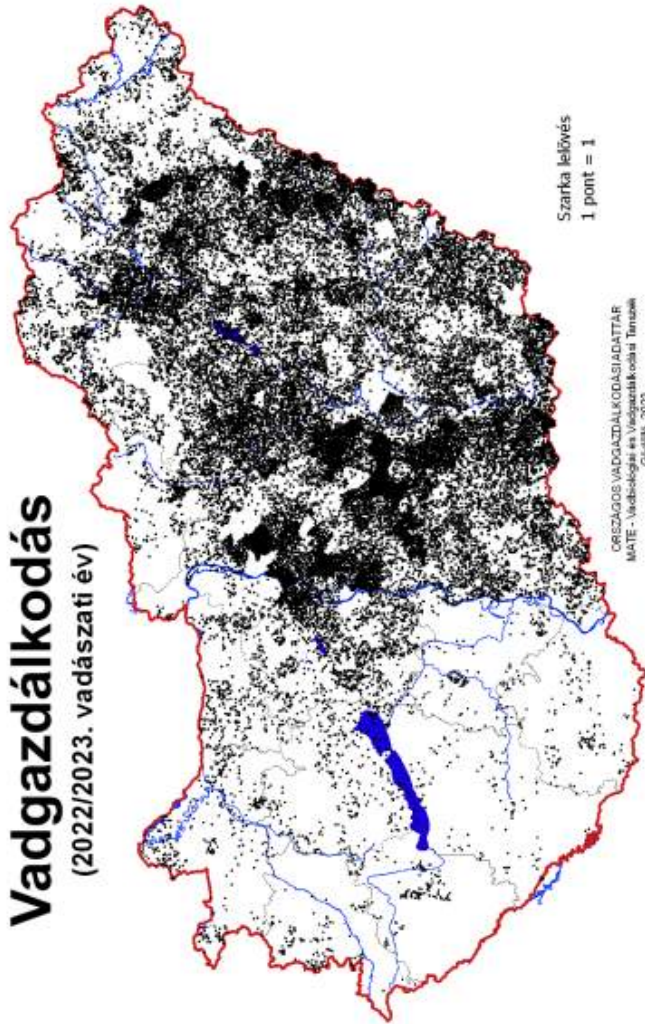 Vadgazdálkodás
(2022/2023. vadászati év)
Szarka lelövés
1 pont = 1
ORSZÁGOS VADGAZDÁLKODÁSI ADATTÁR
MATE - Vadbiológiai és Vadgazdálkodási Tanszék